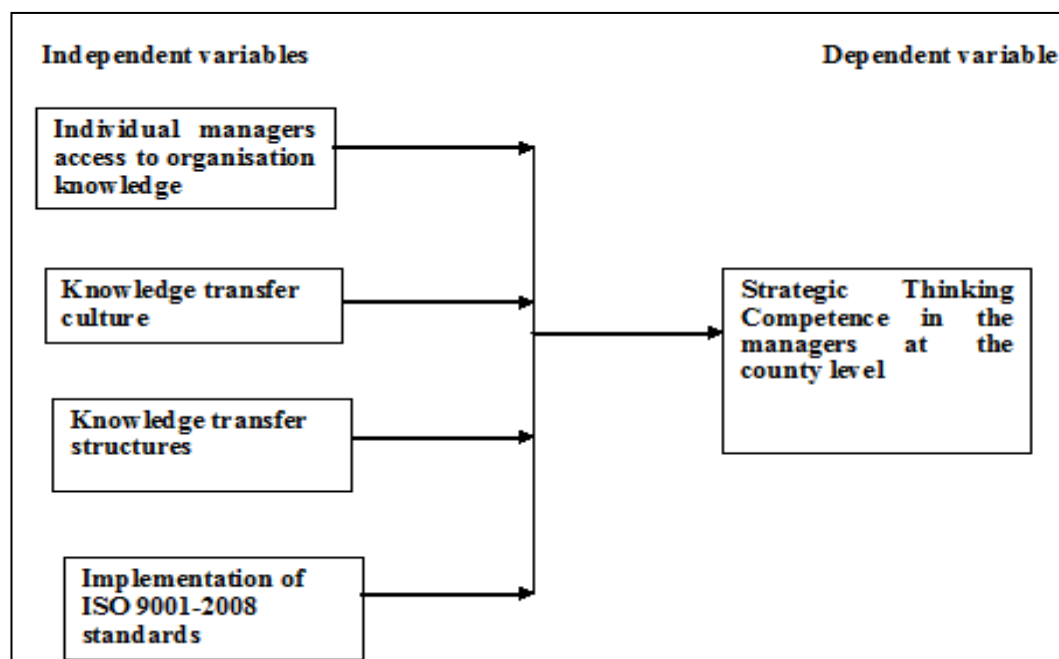 Independent variables
Dependent variable
Individual managers
access to organisation
knowledge
Knowledge transfer
culture
Strategic Thinking
Competence in the
managers at the
county level
Knowledge transfer
structures
Implementation of
ISO 9001-2008
standards